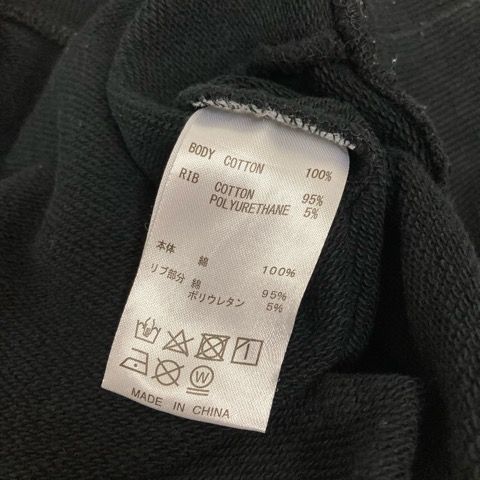 BODY COTTON 100%
RIB COTTON 95%
POLYURETHANE 5%
本体 綿 100%
リブ部分 綿 95%
ポリウレタン 5%
W
MADE IN CHINA